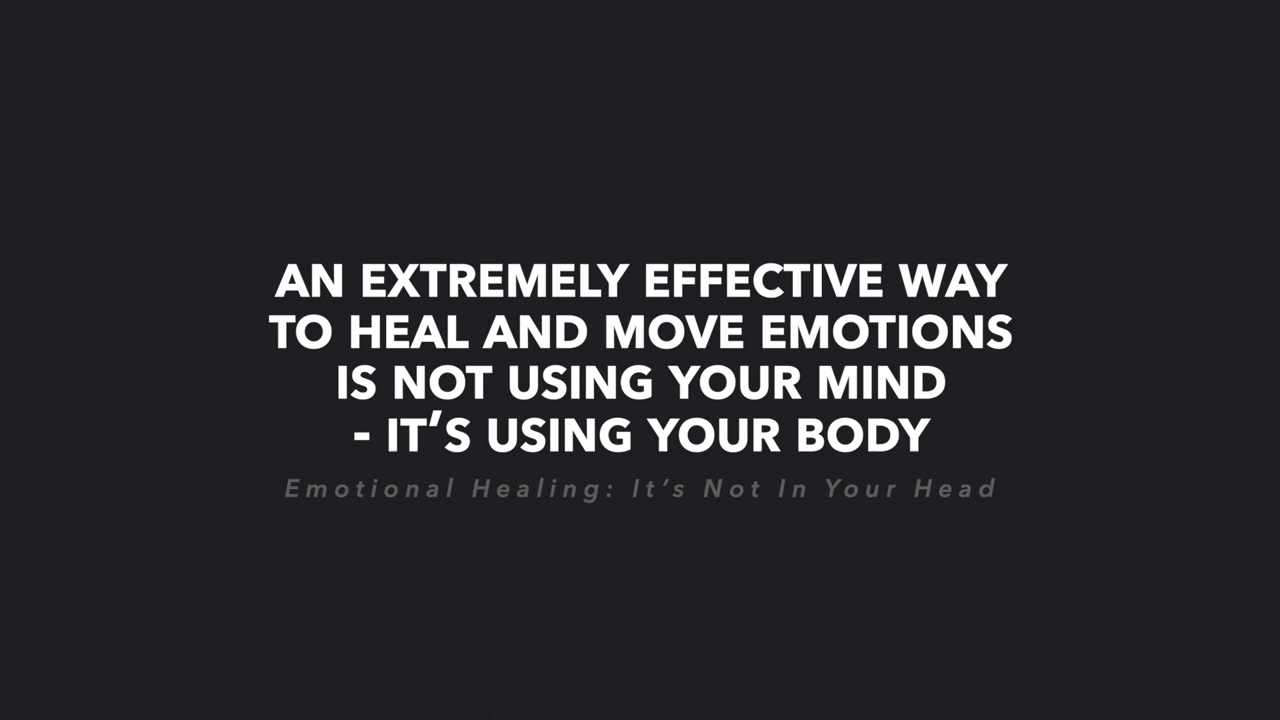 AN EXTREMELY EFFECTIVE WAY
TO HEAL AND MOVE EMOTIONS
IS NOT USING YOUR MIND
- IT’S USING YOUR BODY
Emotional Healing: It’s Not In Your Head